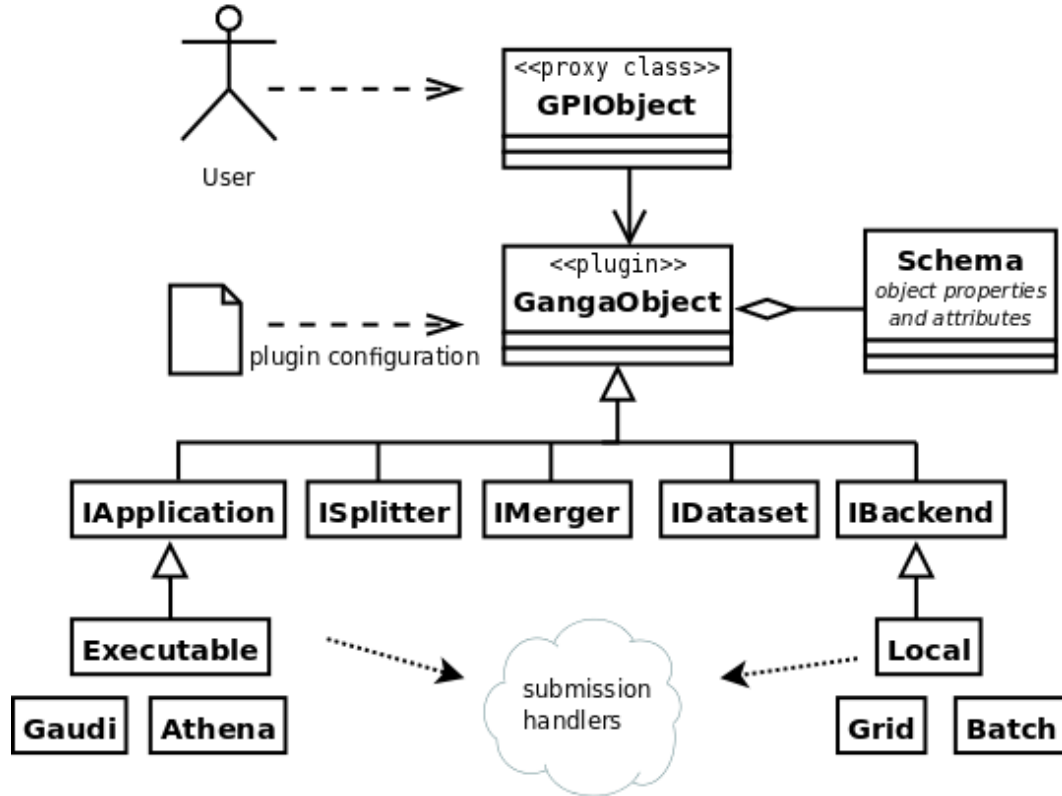 <<proxy class>>
GPIObject
User
<<plugin>>
GangaObject
Schema
object properties
and attributes
plugin configuration
IApplication
ISplitter
IMerger
IDataset
IBackend
Executable
Local
submission
handlers
Gaudi
Athena
Grid
Batch